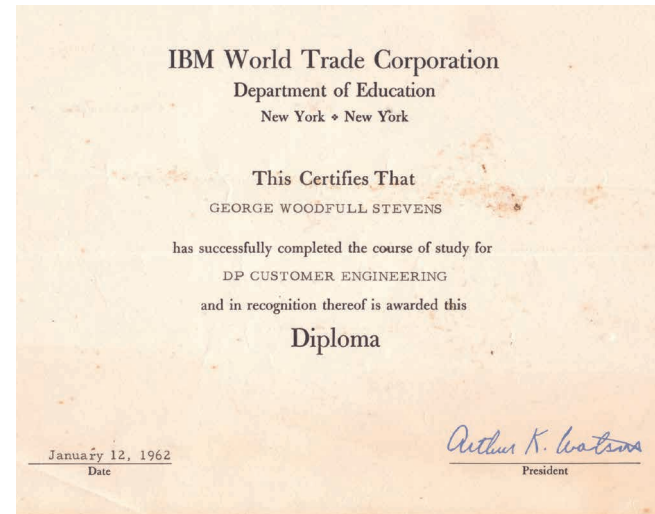 IBM World Trade Corporation
Department of Education
New York ❖ New York
This Certifies That
GEORGE WOODFULL STEVENS
has successfully completed the course of study for
DP CUSTOMER ENGINEERING
and in recognition thereof is awarded this
Diploma
January 12, 1962
Date
Arthur K. Watson
President